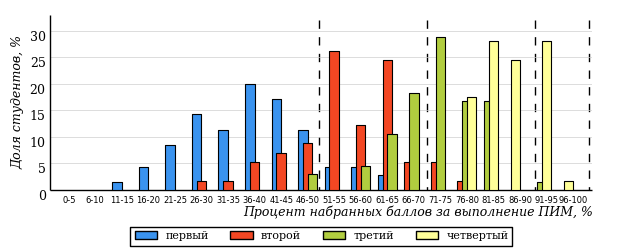 Доля студентов, %
30
25
20
15
10
5
0
0-5 6-10 11-15 16-20 21-25 26-30 31-35 36-40 41-45 46-50 51-55 56-60 61-65 66-70 71-75 76-80 81-85 86-90 91-95 96-100
Процент набранных баллов за выполнение ПИМ, %
первый второй третий четвертый